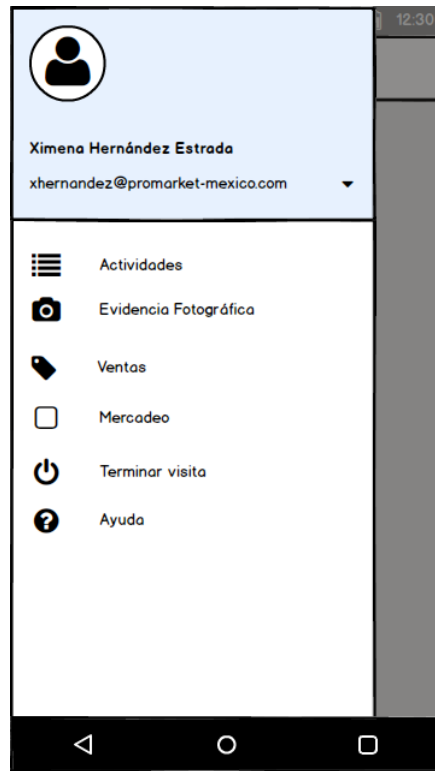 12:30
Ximena Hernández Estrada
xhernandez@promarket-mexico.com
Actividades
Evidencia Fotográfica
Ventas
Mercadeo
Terminar visita
Ayuda